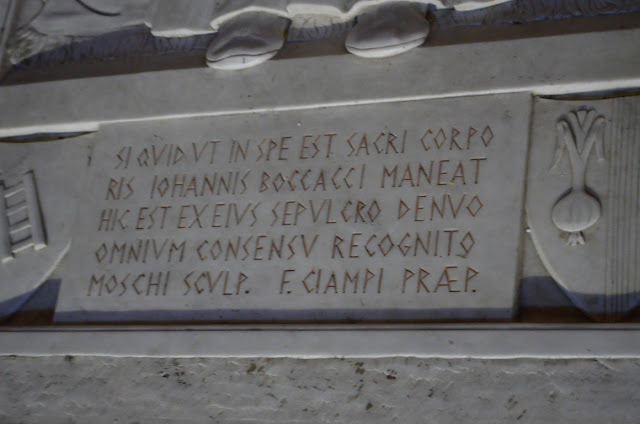 SI QVID VT IN SPE EST SACRI CORPO
RIS IOHANNIS BOCCACCI MANEAT
HIC EST EX EIVS SEPVLCRO DENVO
OMNIVM CONSENSV RECOGNITO
MOSCHI SCVLP. F. CIAMPI PRÆP.